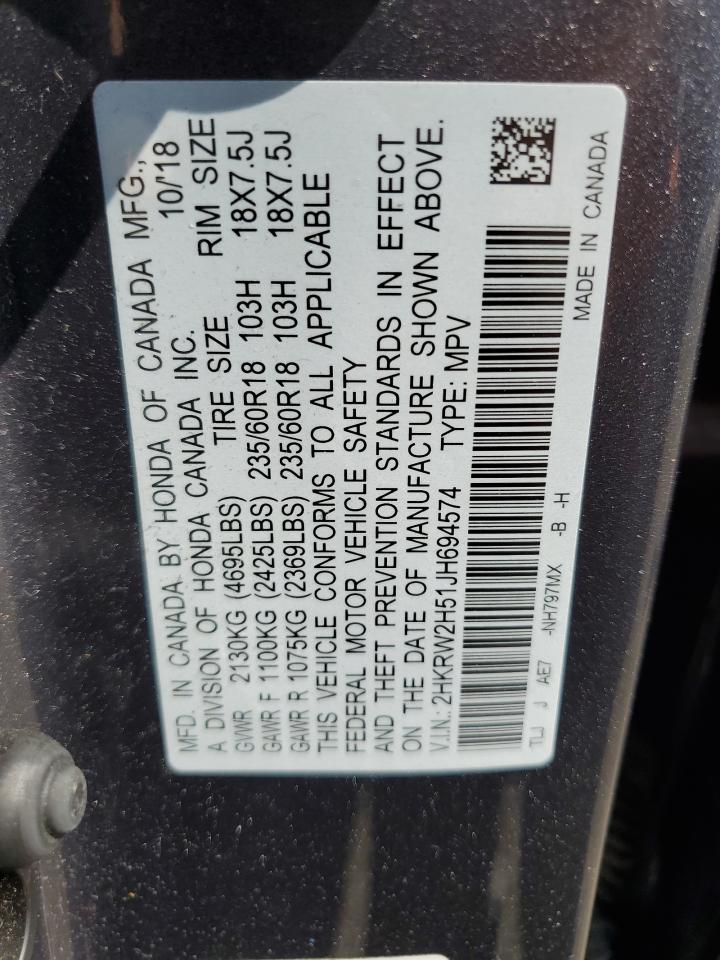 MFD. IN CANADA BY HONDA OF CANADA MFG.,
A DIVISION OF HONDA CANADA INC. 10/'18
GVWR 2130KG (4695LBS) TIRE SIZE RIM SIZE
GAWR F 1100KG (2425LBS) 235/60R18 103H 18X7.5J
GAWR R 1075KG (2369LBS) 235/60R18 103H 18X7.5J
THIS VEHICLE CONFORMS TO ALL APPLICABLE
FEDERAL MOTOR VEHICLE SAFETY
AND THEFT PREVENTION STANDARDS IN EFFECT
ON THE DATE OF MANUFACTURE SHOWN ABOVE.
V.I.N.: 2HKRW2H51JH694574 TYPE: MPV
TLJ J AE7 -NH797MX -B -H
MADE IN CANADA